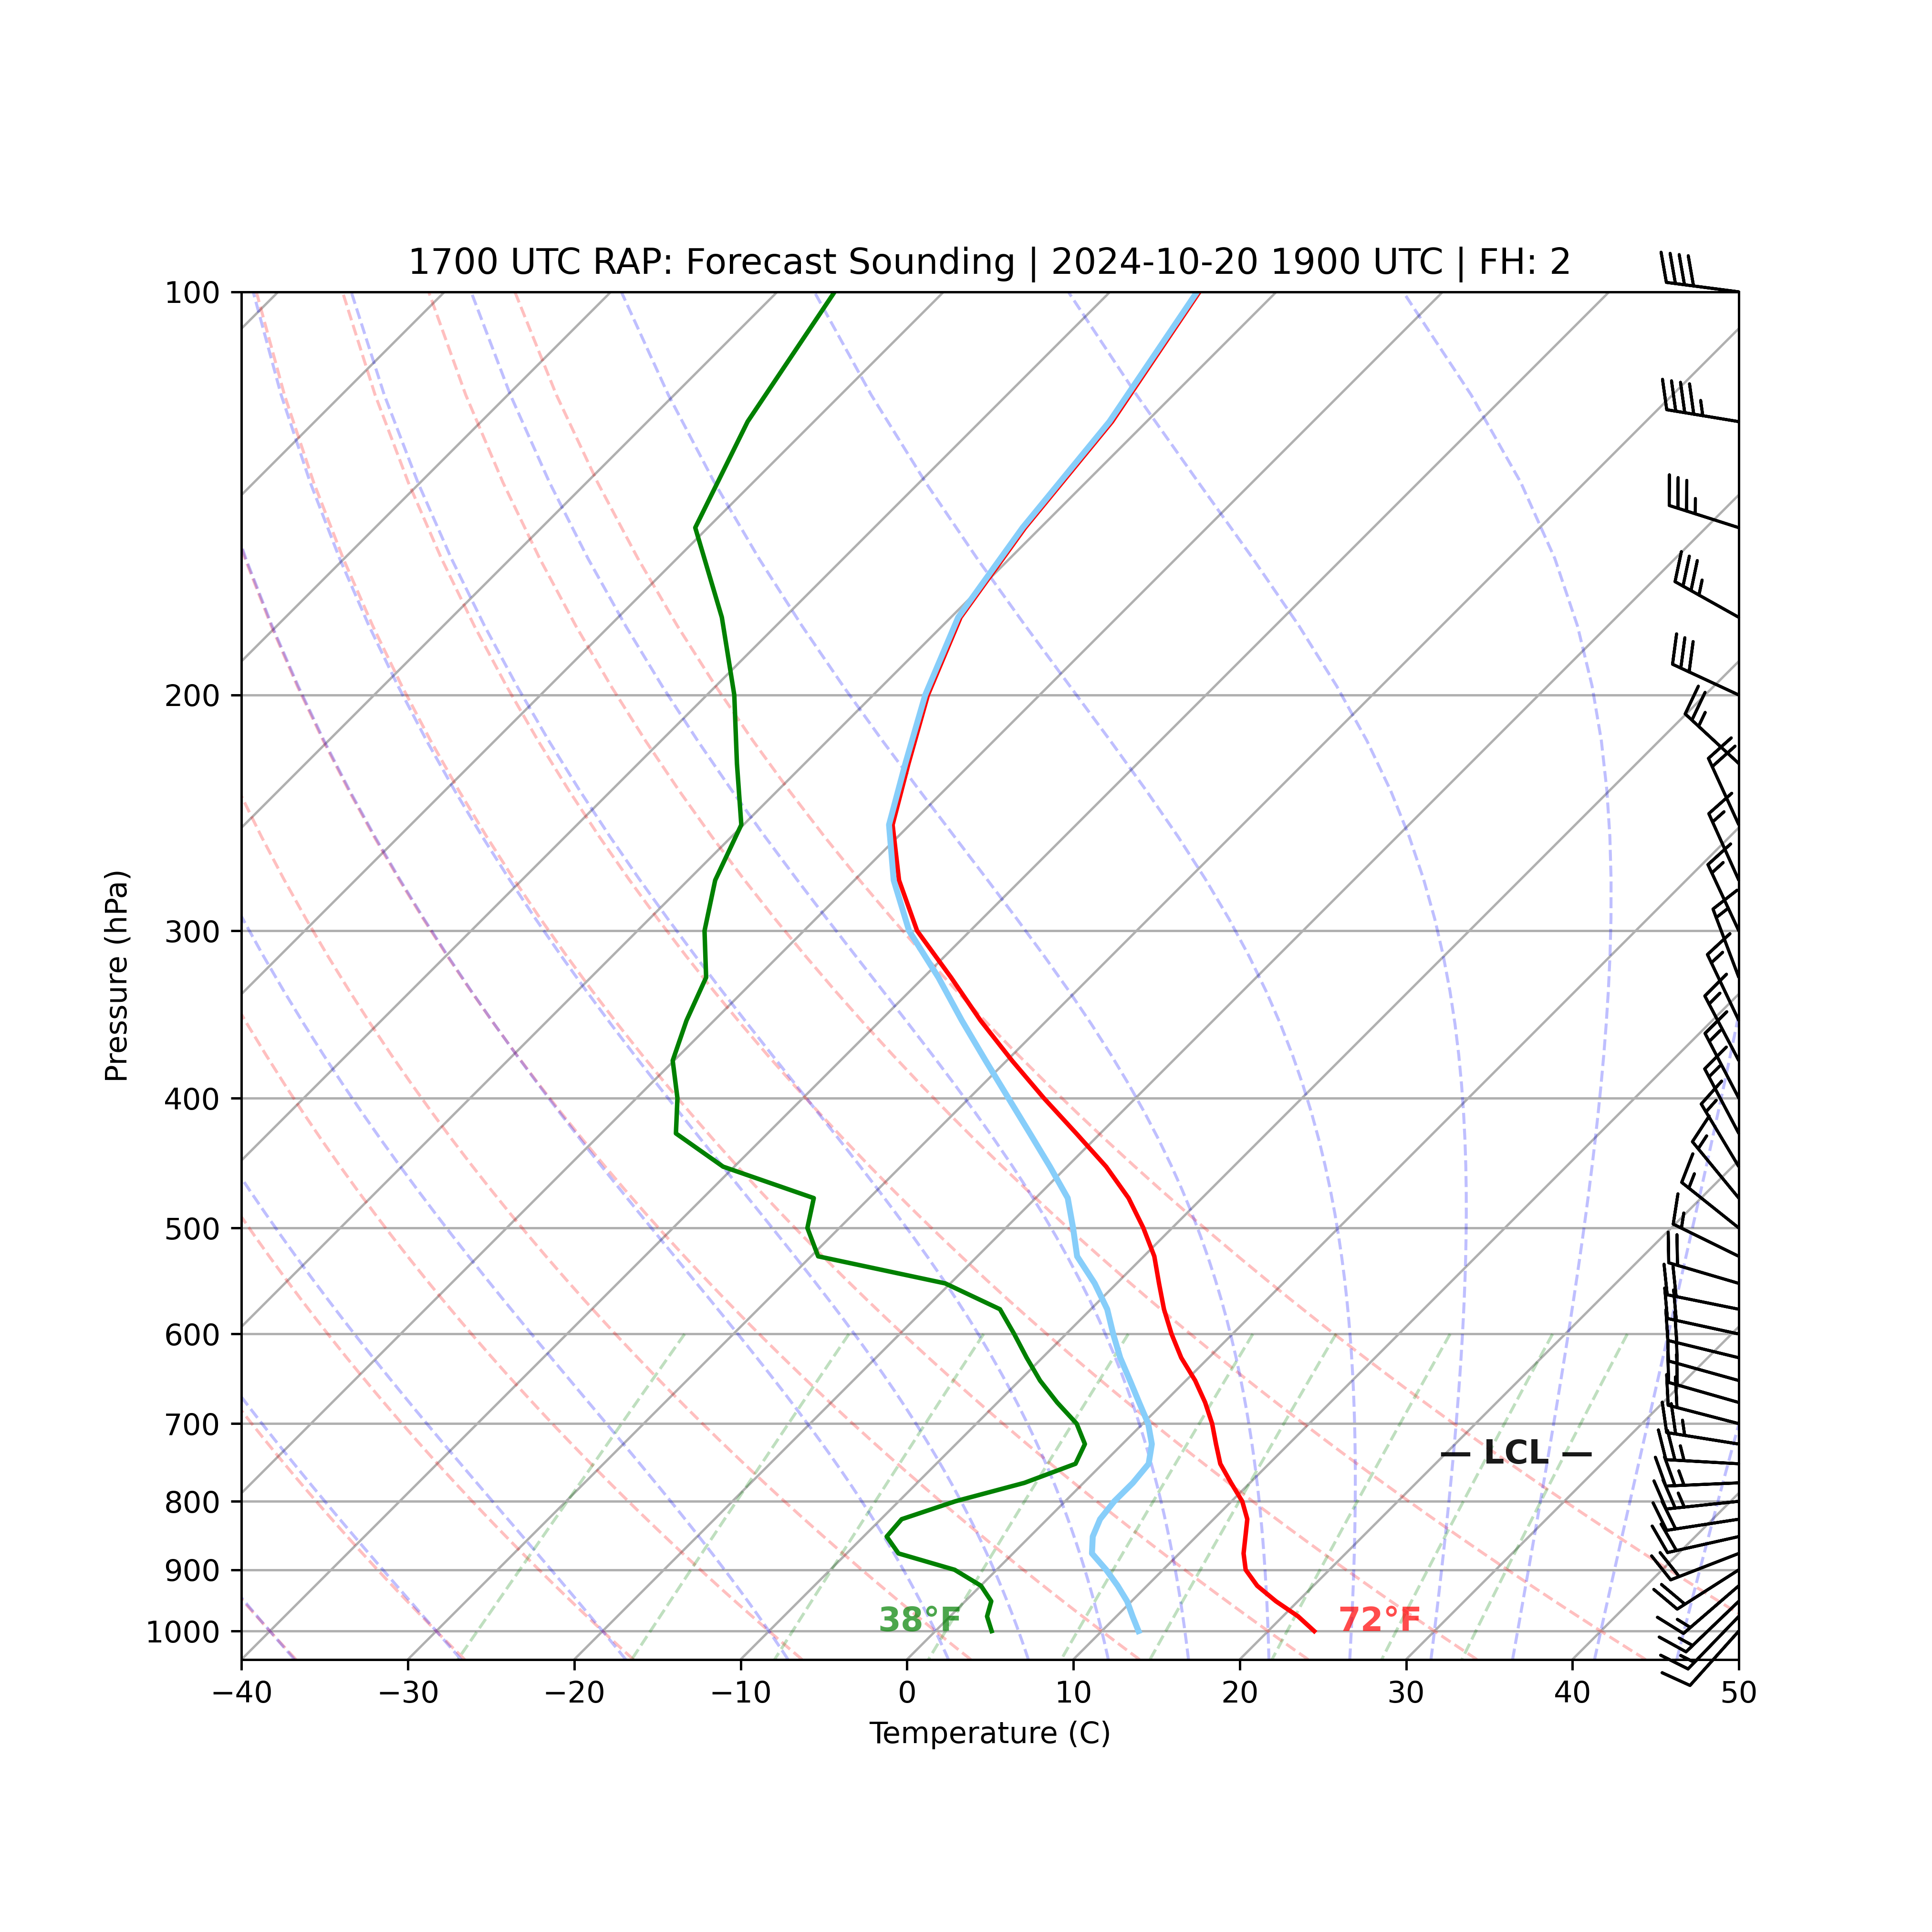 1700 UTC RAP: Forecast Sounding | 2024-10-20 1900 UTC | FH: 2
100
200
300
400
500
600
700
800
900
1000
Pressure (hPa)
— LCL —
38°F
72°F
−40 −30 −20 −10 0 10 20 30 40 50
Temperature (C)